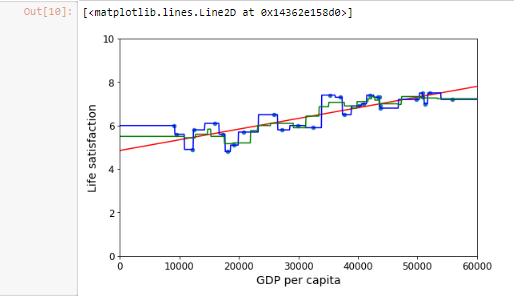 Out[10]: [<matplotlib.lines.Line2D at 0x14362e158d0>]
10
8
6
4
2
0
Life satisfaction
0 10000 20000 30000 40000 50000 60000
GDP per capita